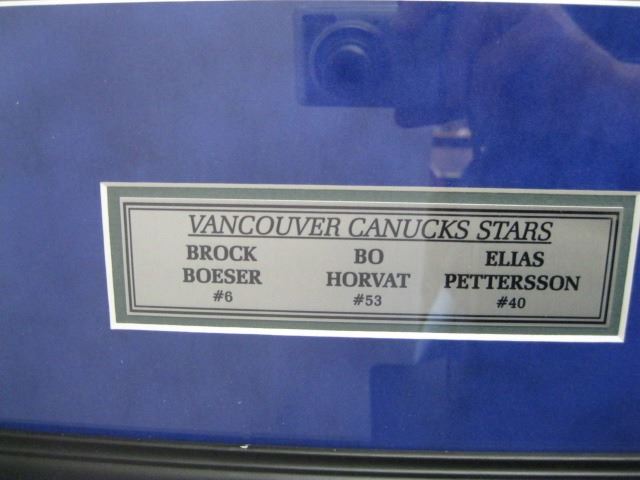 VANCOUVER CANUCKS STARS
BROCK BO ELIAS
BOESER HORVAT PETTERSSON
#6 #53 #40